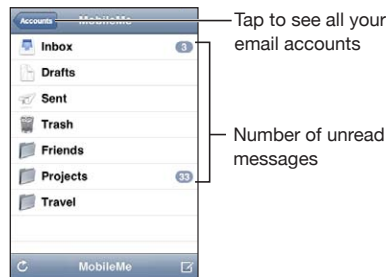 Accounts MobileMe
Tap to see all your
email accounts
Inbox 3
Drafts
Sent
Trash
Friends
Number of unread
messages
Projects 33
Travel
MobileMe